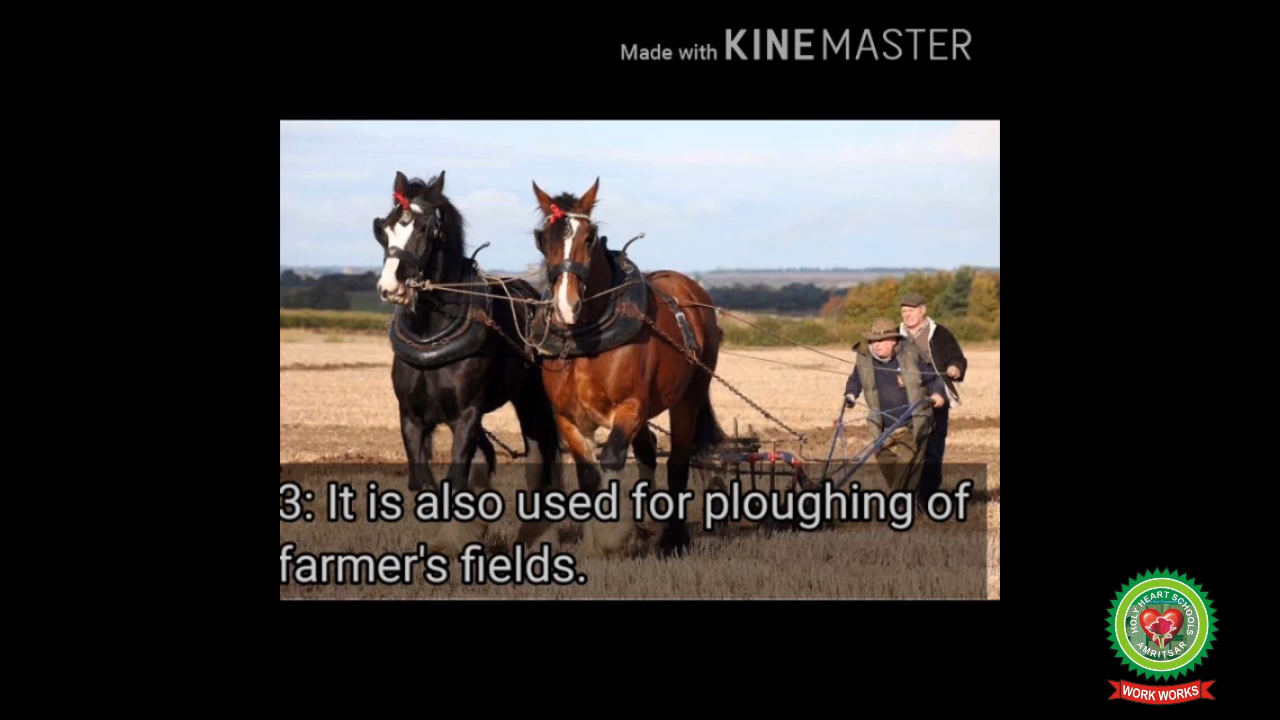 Made with KINEMASTER
3: It is also used for ploughing of
farmer's fields.
HOLY HEART SCHOOLS
AMRITSAR
WORK WORKS